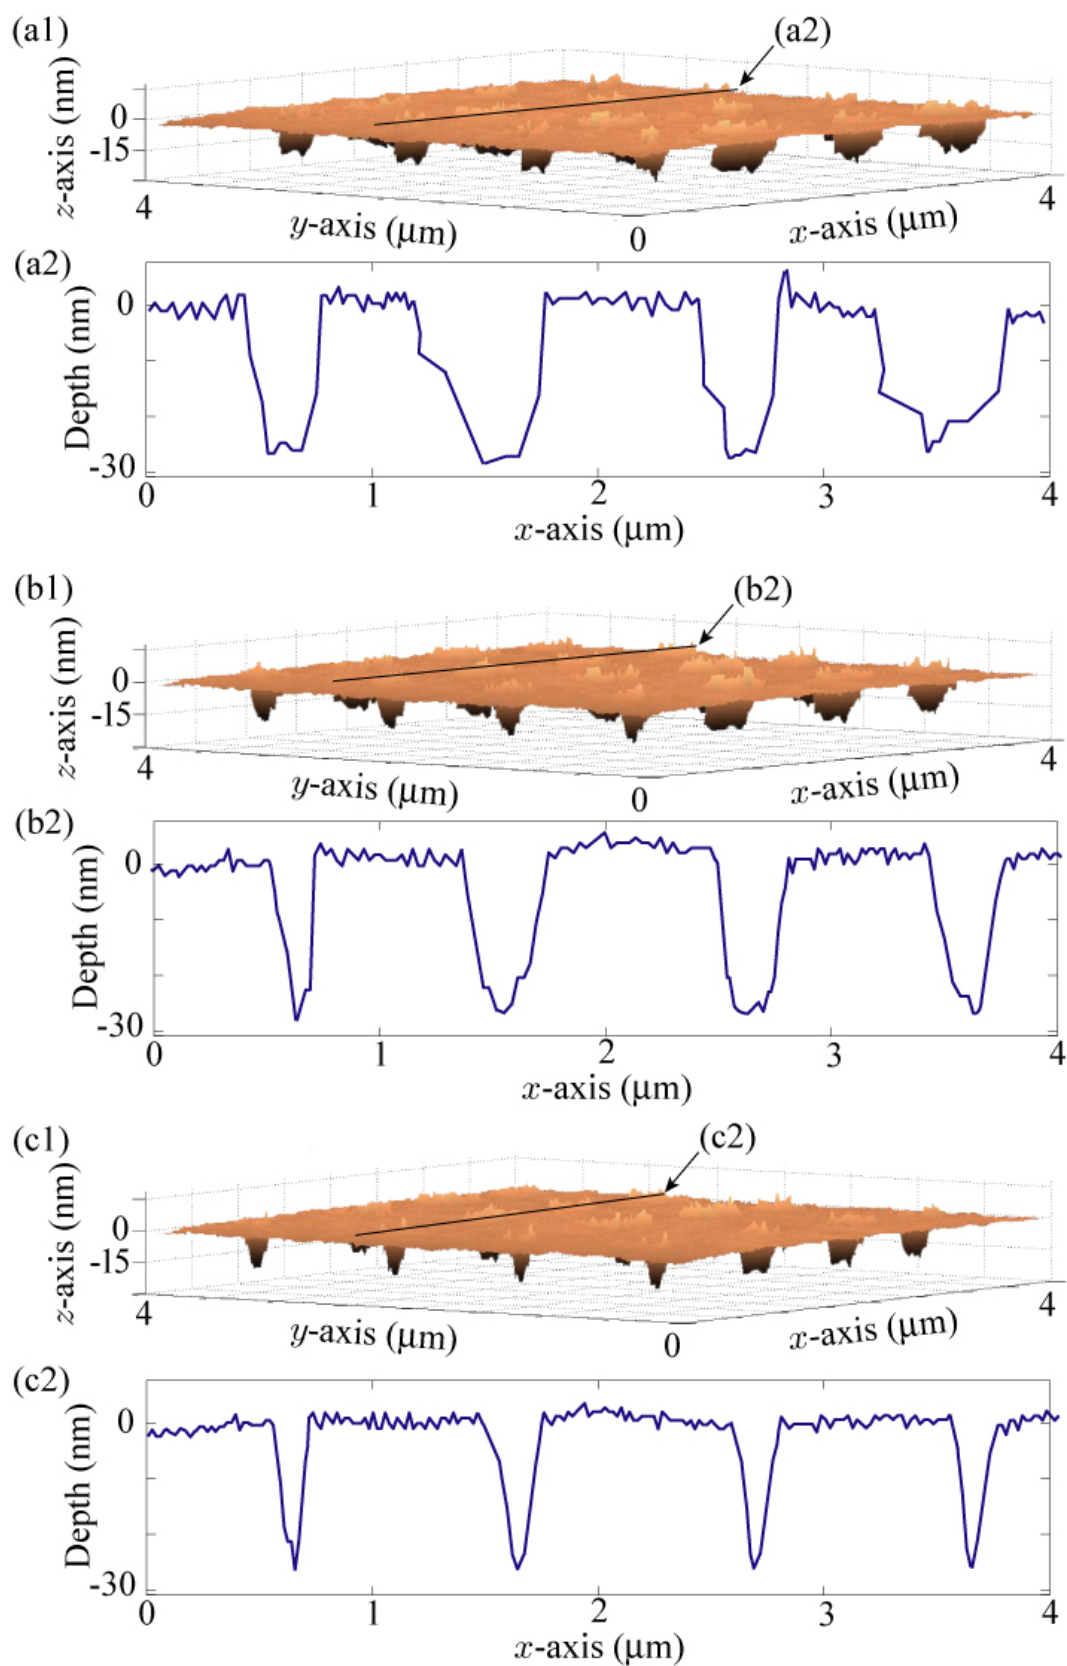 (a1)
(a2)
z-axis (nm)
0
-15
4
y-axis (μm)
0
x-axis (μm)
4
(a2)
Depth (nm)
0
-30
0 1 2 3 4
x-axis (μm)
(b1)
(b2)
z-axis (nm)
0
-15
4
y-axis (μm)
0
x-axis (μm)
4
(b2)
Depth (nm)
0
-30
0 1 2 3 4
x-axis (μm)
(c1)
(c2)
z-axis (nm)
0
-15
4
y-axis (μm)
0
x-axis (μm)
4
(c2)
Depth (nm)
0
-30
0 1 2 3 4
x-axis (μm)